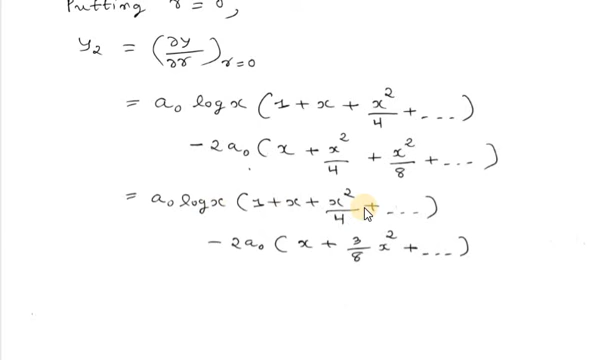 Putting r = 0,
y₂ = (∂y/∂r)ᵣ₌₀
= a₀ log x (1 + x + x²/4 + ....)
- 2a₀ (x + x²/4 + x²/8 + ....)
= a₀ log x (1 + x + x²/4 + ....)
- 2a₀ (x + 3/8 x² + ....)